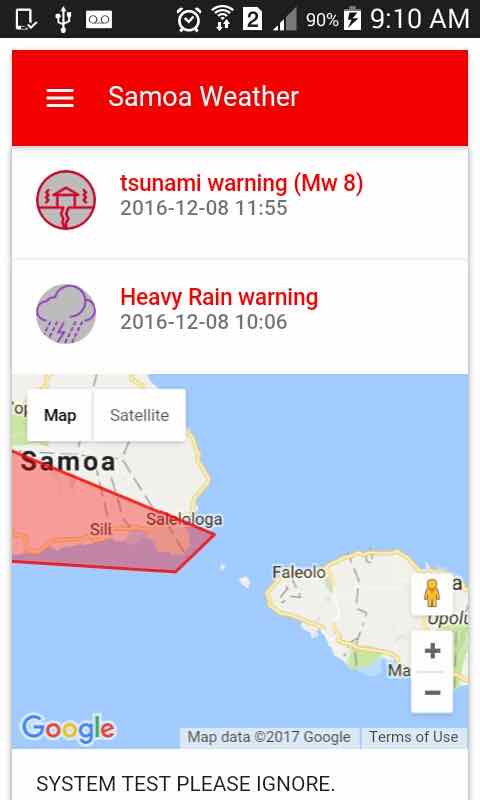 2
90%
9:10 AM
Samoa Weather
tsunami warning (Mw 8)
2016-12-08 11:55
Heavy Rain warning
2016-12-08 10:06
Map
Satellite
Samoa
Salelologa
Sili
Faleolo
Upolu
Ma
Google
Map data ©2017 Google
Terms of Use
SYSTEM TEST PLEASE IGNORE.